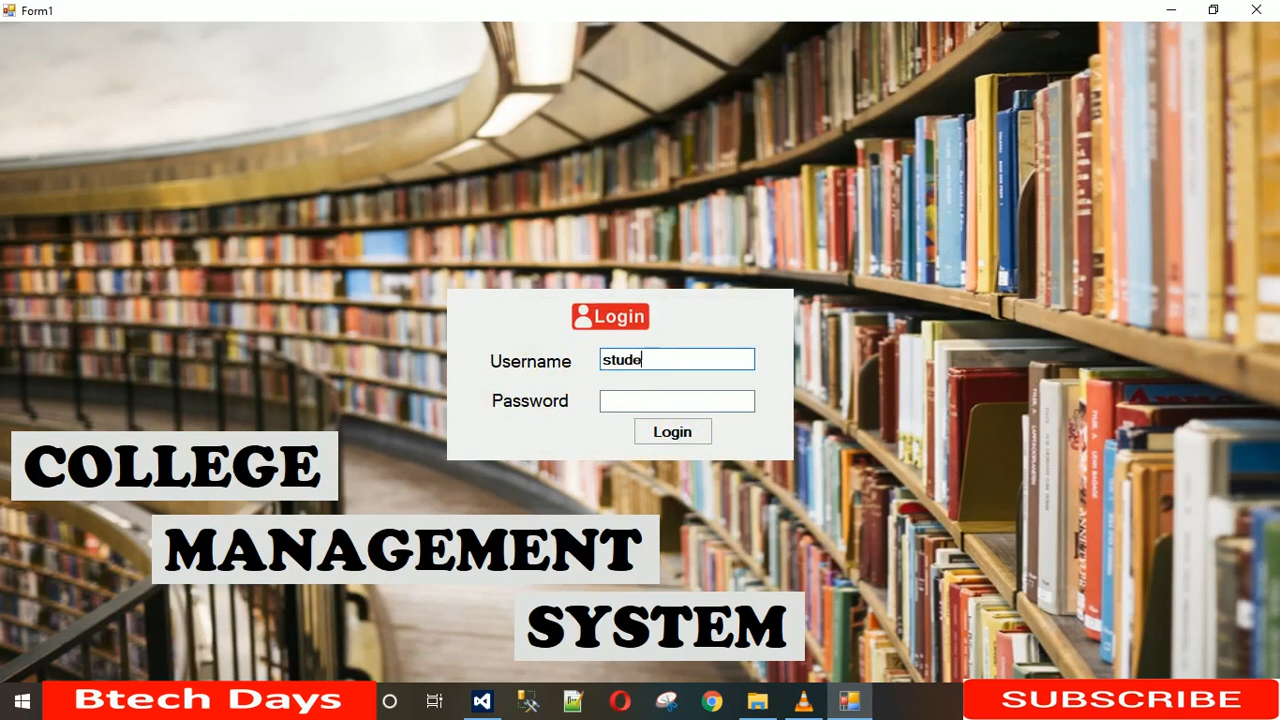 Form1
Login
Username
stude
Password
Login
COLLEGE
MANAGEMENT
SYSTEM
Btech Days
SUBSCRIBE